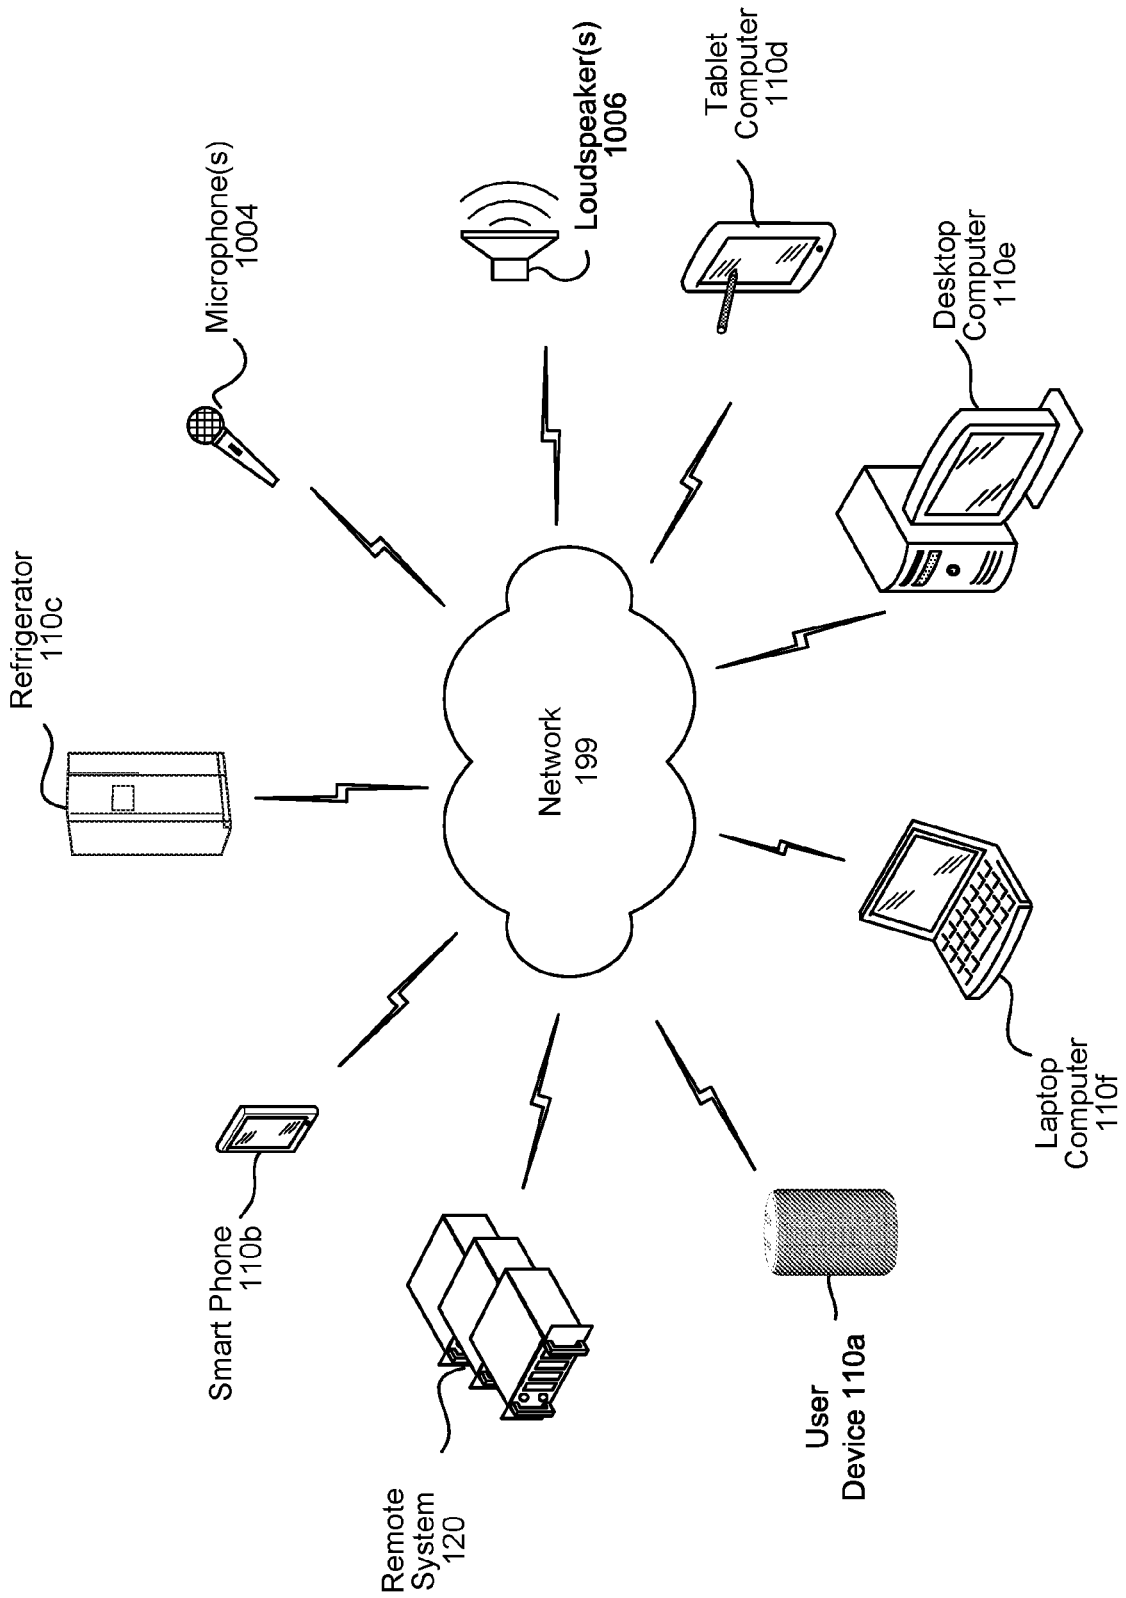 Smart Phone
110b
Refrigerator
110c
Microphone(s)
1004
Remote
System
120
Network
199
Loudspeaker(s)
1006
User
Device 110a
Laptop
Computer
110f
Desktop
Computer
110e
Tablet
Computer
110d